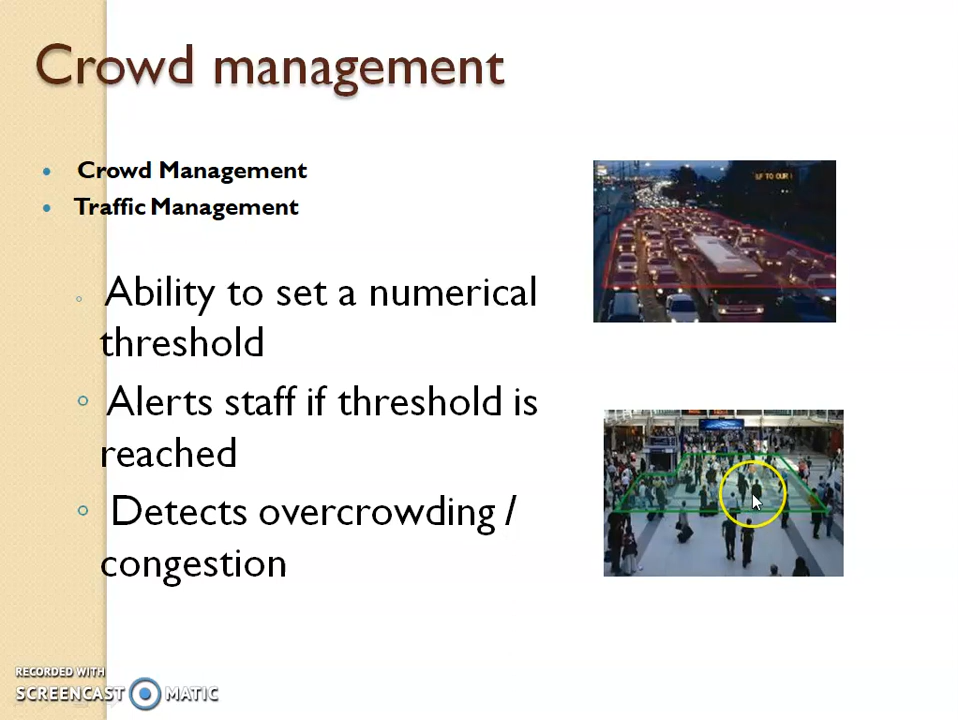 Crowd management
Crowd Management
Traffic Management
Ability to set a numerical
threshold
Alerts staff if threshold is
reached
Detects overcrowding /
congestion
RECORDED WITH
SCREENCAST MATIC